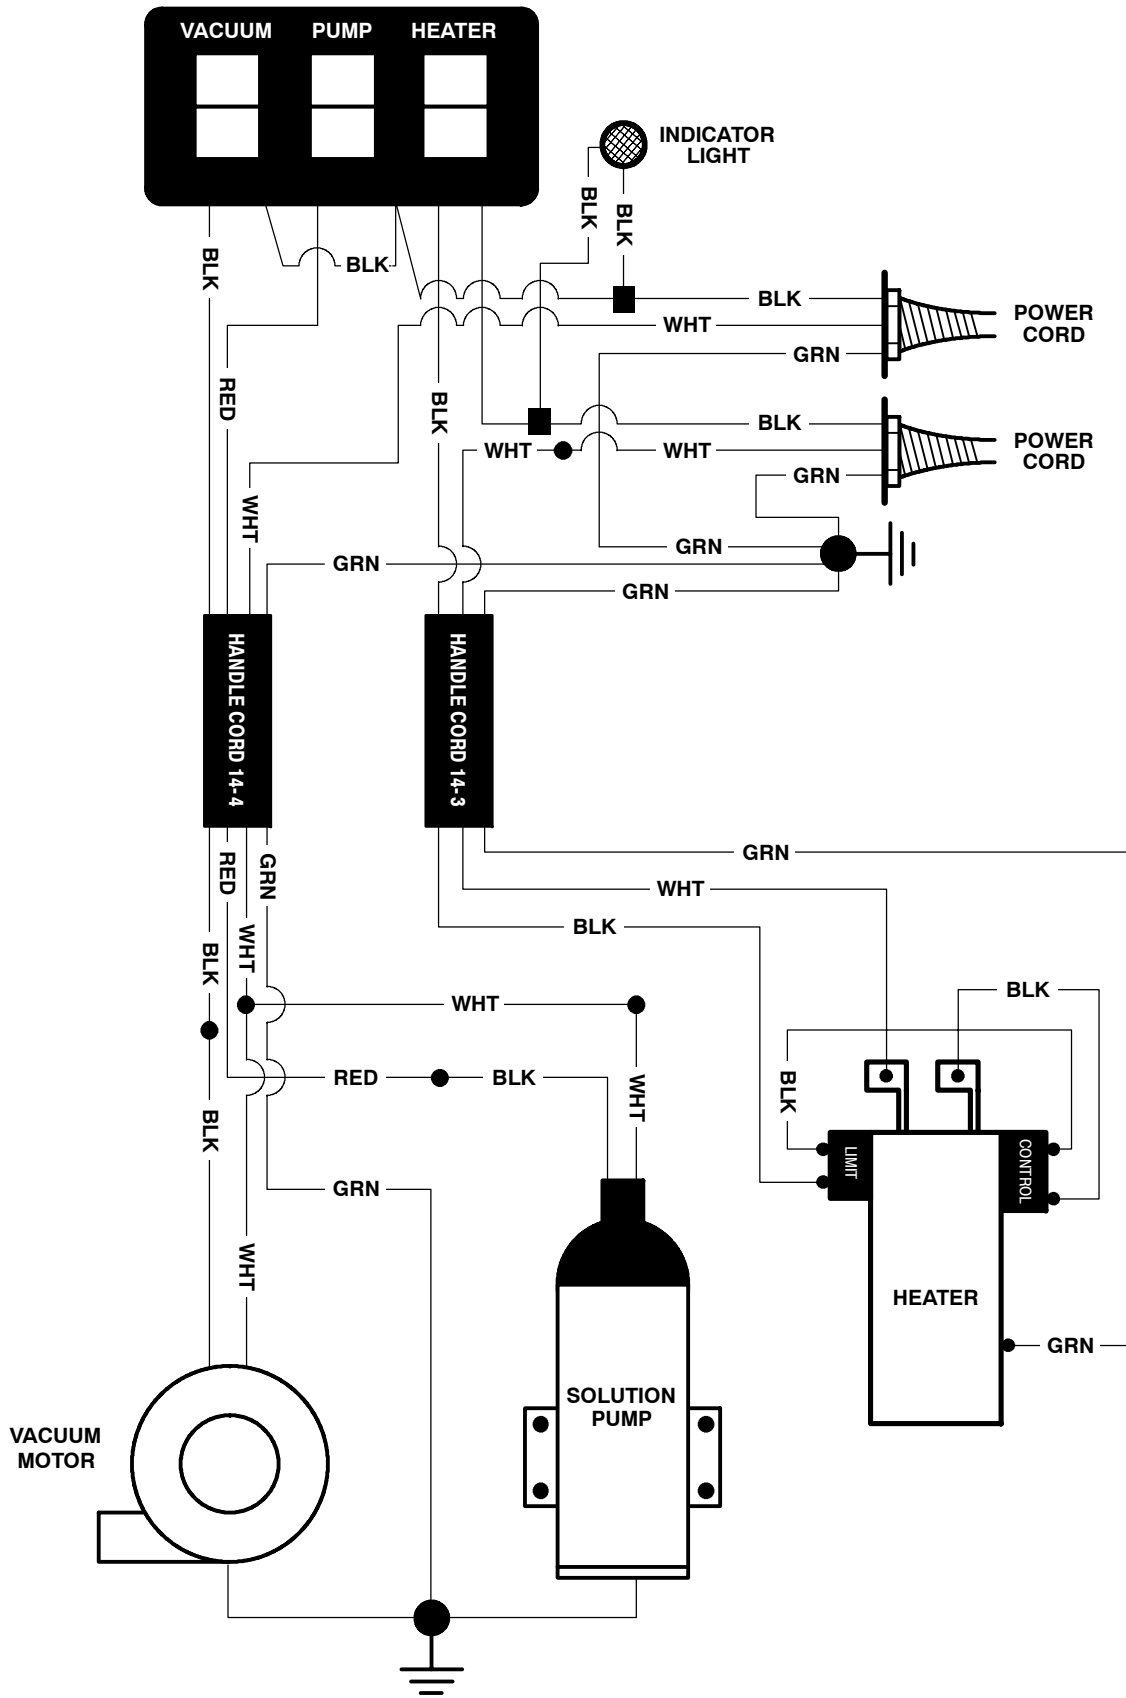 VACUUM PUMP HEATER
INDICATOR
LIGHT
BLK
BLK
BLK
BLK
BLK
POWER
CORD
WHT
GRN
RED
BLK
BLK
POWER
CORD
WHT
WHT
GRN
WHT
GRN
GRN
GRN
HANDLE CORD 14-4
HANDLE CORD 14-3
GRN
RED
GRN
WHT
BLK
WHT
BLK
WHT
BLK
RED
BLK
BLK
WHT
BLK
LIMIT
CONTROL
GRN
WHT
HEATER
GRN
SOLUTION
PUMP
VACUUM
MOTOR